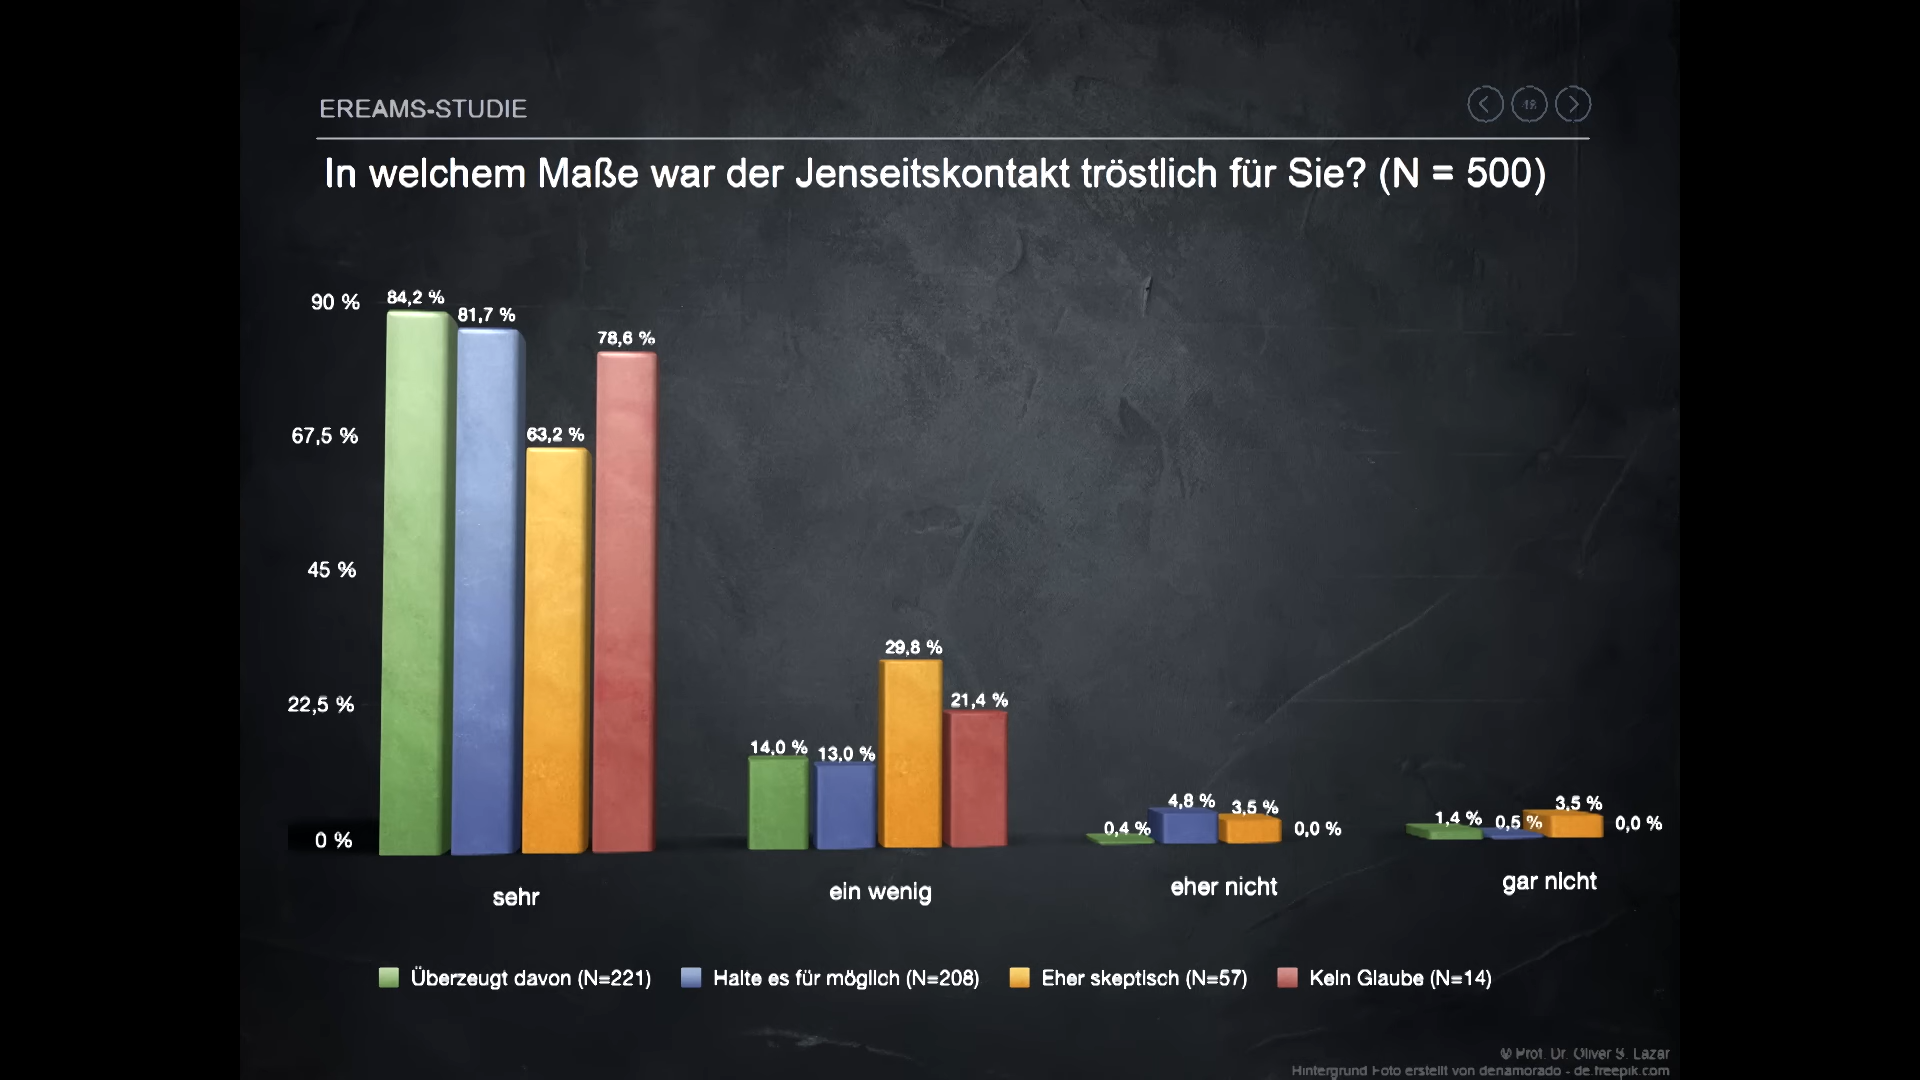 EREAMS-STUDIE
In welchem Maße war der Jenseitskontakt tröstlich für Sie? (N = 500)
90 %
67,5 %
45 %
22,5 %
0 %
84,2 %
81,7 %
63,2 %
78,6 %
14,0 %
13,0 %
29,8 %
21,4 %
0,4 %
4,8 %
3,5 %
0,0 %
1,4 %
0,5 %
3,5 %
0,0 %
sehr
ein wenig
eher nicht
gar nicht
Überzeugt davon (N=221)
Halte es für möglich (N=208)
Eher skeptisch (N=57)
Kein Glaube (N=14)
© Prof. Dr. Oliver S. Lazar
Hintergrund Foto erstellt von denamorado - de.freepik.com